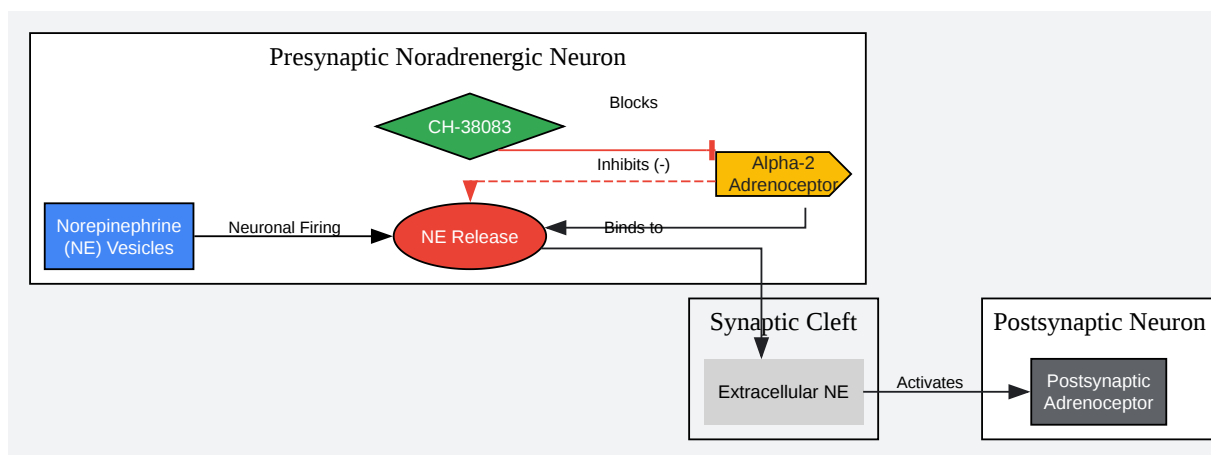 Presynaptic Noradrenergic Neuron
Blocks
CH-38083
Inhibits (-)
Alpha-2
Adrenoceptor
Norepinephrine
(NE) Vesicles
Neuronal Firing
NE Release
Binds to
Synaptic Cleft
Postsynaptic Neuron
Extracellular NE
Activates
Postsynaptic
Adrenoceptor